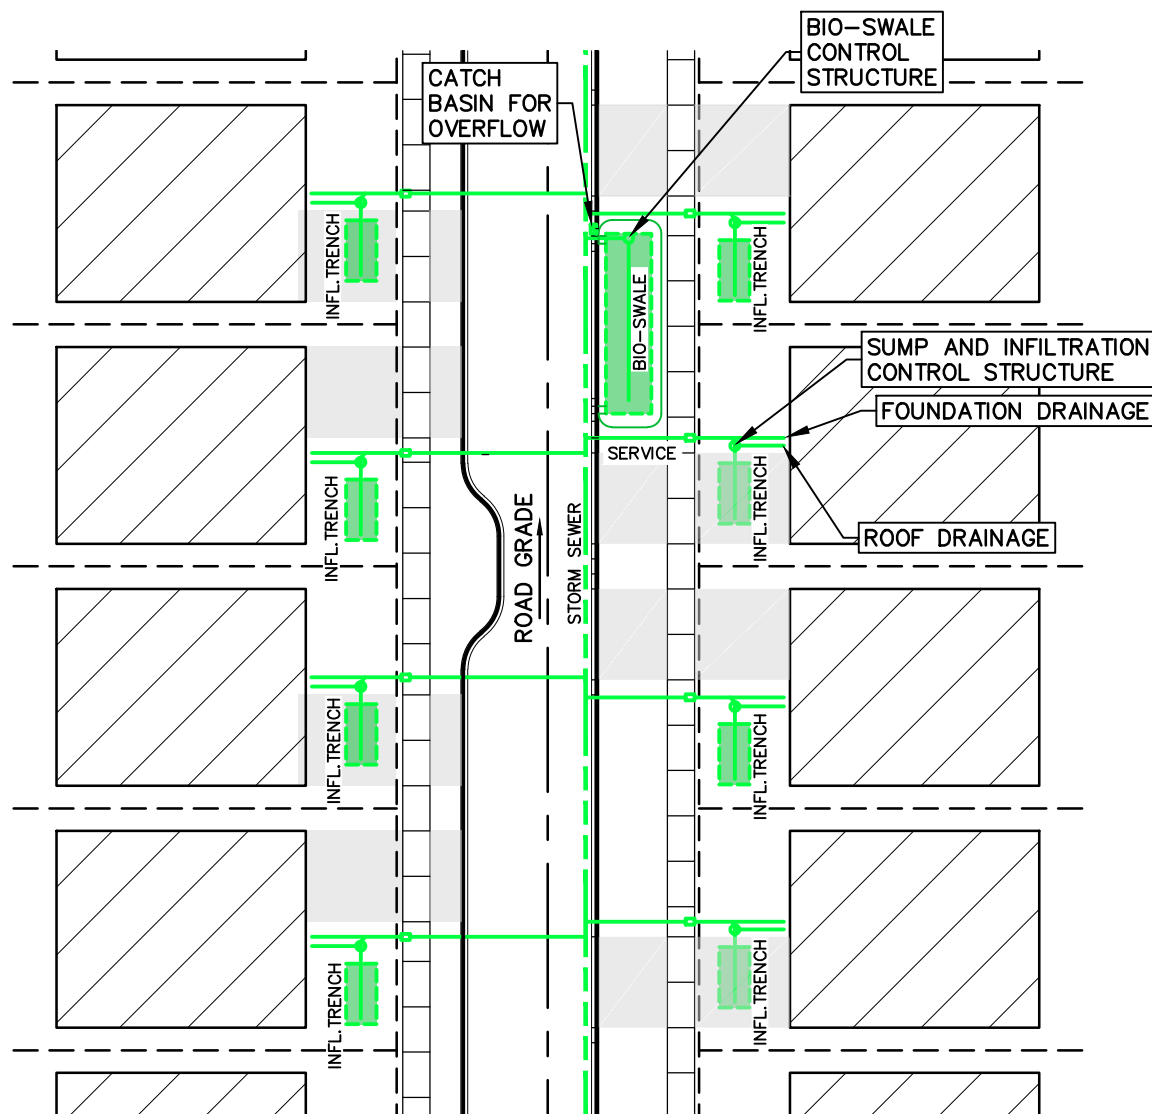 BIO-SWALE
CONTROL
STRUCTURE
CATCH
BASIN FOR
OVERFLOW
INFL.TRENCH
INFL.TRENCH
BIO-SWALE
SUMP AND INFILTRATION
CONTROL STRUCTURE
FOUNDATION DRAINAGE
SERVICE
INFL.TRENCH
INFL.TRENCH
ROAD GRADE
STORM SEWER
ROOF DRAINAGE
INFL.TRENCH
INFL.TRENCH
INFL.TRENCH
INFL.TRENCH